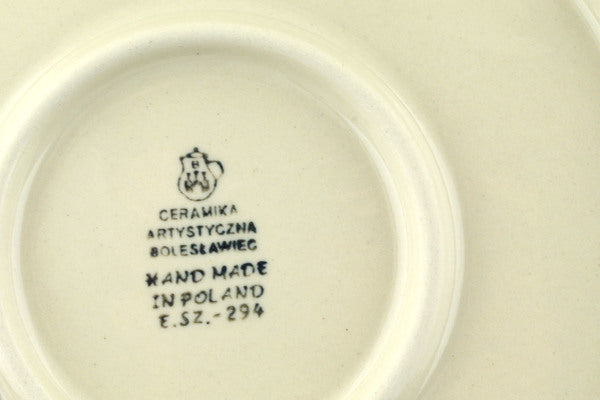 CERAMIKA
ARTYSTYCZNA
BOLESŁAWIEC
HAND MADE
IN POLAND
E.SZ.-294